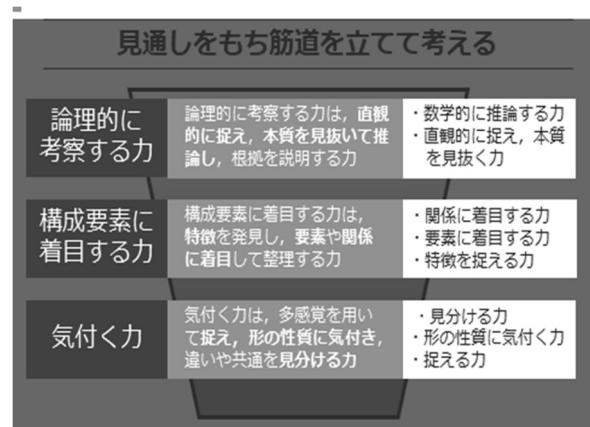 見通しをもち筋道を立てて考える
論理的に
考察する力
論理的に考察する力は，直観
的に捉え，本質を見抜いて推
論し，根拠を説明する力
・数学的に推論する力
・直観的に捉え，本質
を見抜く力
構成要素に
着目する力
構成要素に着目する力は，
特徴を発見し，要素や関係
に着目して整理する力
・関係に着目する力
・要素に着目する力
・特徴を捉える力
気付く力
気付く力は，多感覚を用い
て捉え，形の性質に気付き，
違いや共通を見分ける力
・見分ける力
・形の性質に気付く力
・捉える力